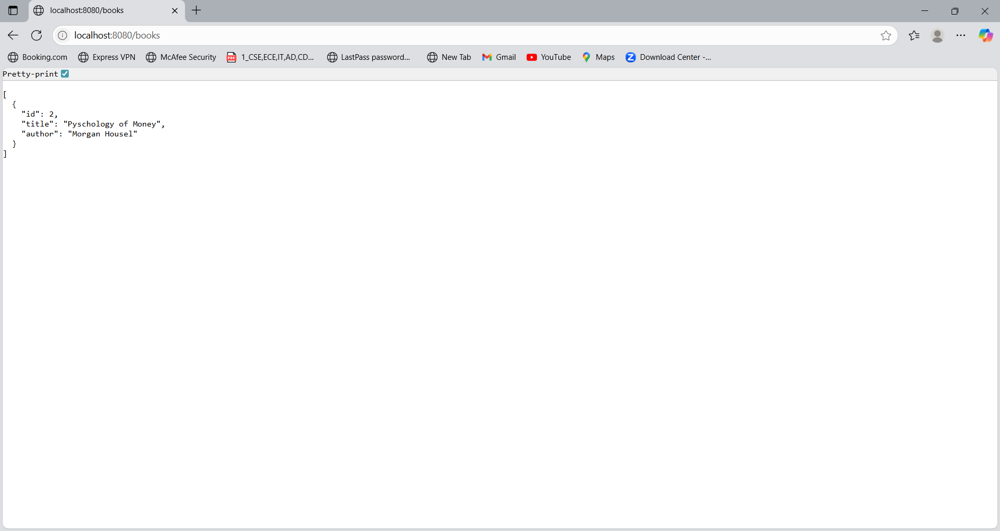 localhost:8080/books
localhost:8080/books
Booking.com Express VPN McAfee Security 1_CSE,ECE,IT,AD,CD... LastPass password... New Tab Gmail YouTube Maps Download Center -...
Pretty-print
[
  {
    "id": 2,
    "title": "Pyschology of Money",
    "author": "Morgan Housel"
  }
]